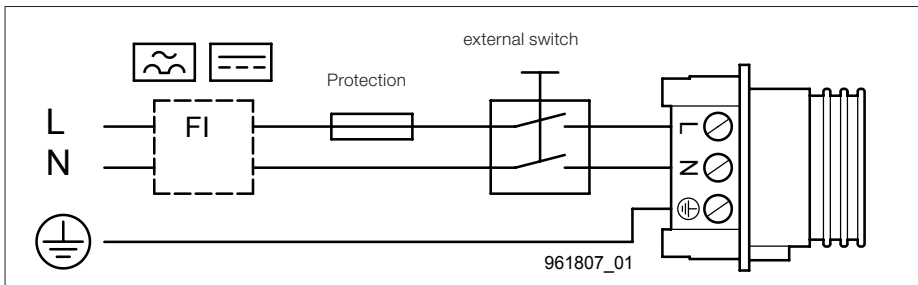 external switch
Protection
L
FI
L
N
N
961807_01